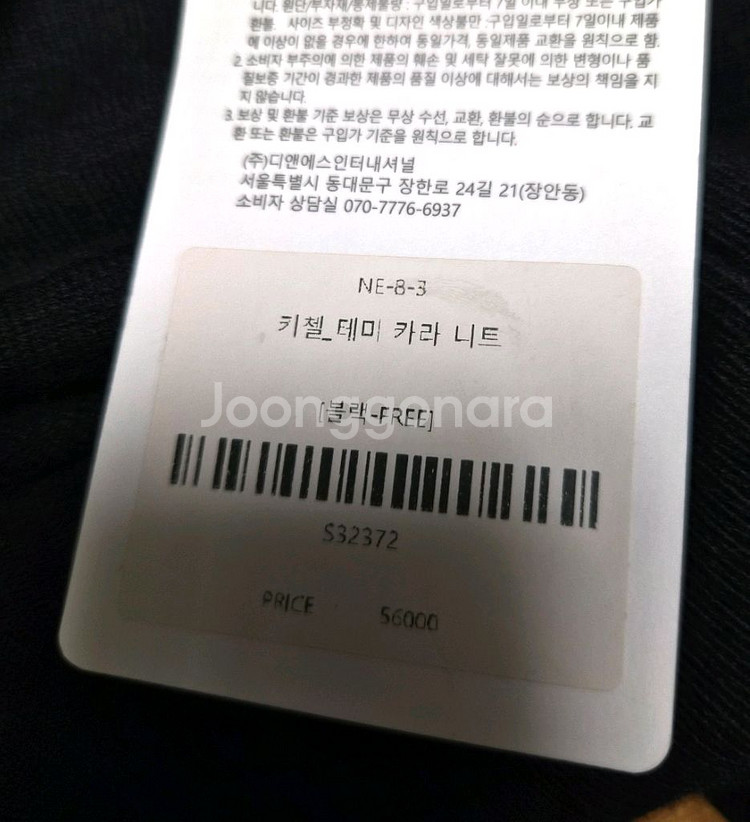 니다. 원단/부자재/봉제불량 : 구입일로부터 7일 이내 무상 또는 구입가
환불. 사이즈 부정확 및 디자인 색상불만 :구입일로부터 7일이내 제품
에 이상이 없을 경우에 한하여 동일가격, 동일제품 교환을 원칙으로 함.
2. 소비자 부주의에 의한 제품의 훼손 및 세탁 잘못에 의한 변형이나 품
질보증 기간이 경과한 제품의 품질 이상에 대해서는 보상의 책임을 지
지 않습니다.
3. 보상 및 환불 기준 보상은 무상 수선, 교환, 환불의 순으로 합니다. 교
환 또는 환불은 구입가 기준을 원칙으로 합니다.
(주)디앤에스인터내셔널
서울특별시 동대문구 장한로 24길 21(장안동)
소비자 상담실 070-7776-6937
NE-8-3
키첼_테미 카라 니트
Joonggonara
[블랙-FREE]
S32372
PRICE 56000